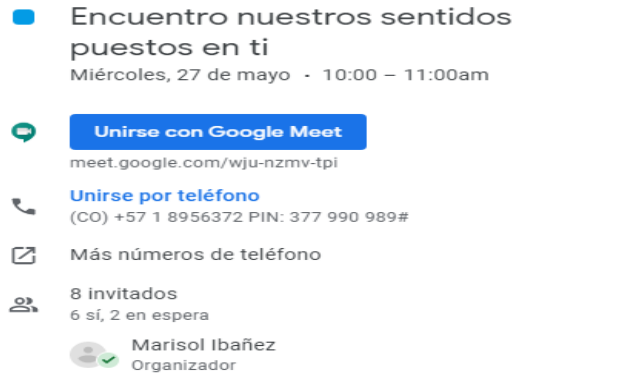 Encuentro nuestros sentidos
puestos en ti
Miércoles, 27 de mayo · 10:00 – 11:00am
Unirse con Google Meet
meet.google.com/wju-nzmv-tpi
Unirse por teléfono
(CO) +57 1 8956372 PIN: 377 990 989#
Más números de teléfono
8 invitados
6 sí, 2 en espera
Marisol Ibañez
Organizador